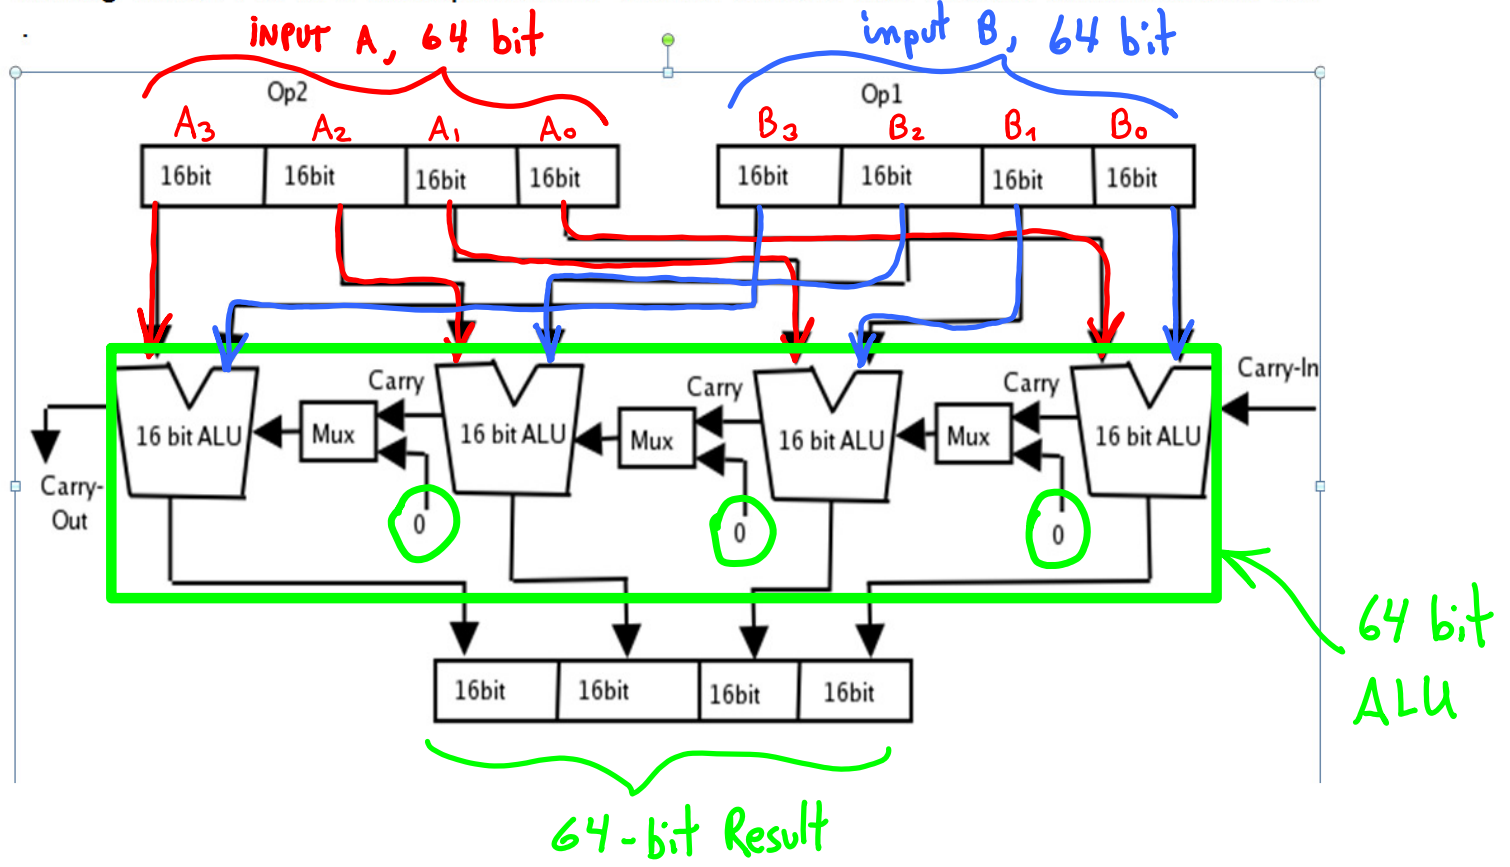 INPUT A, 64 bit
input B, 64 bit
Op2
Op1
A3 A2 A1 A0
B3 B2 B1 B0
16bit 16bit 16bit 16bit
16bit 16bit 16bit 16bit
Carry-In
Carry
Carry
Carry
16 bit ALU
Mux
16 bit ALU
Mux
16 bit ALU
Mux
16 bit ALU
Carry-
Out
0
0
0
64 bit
ALU
16bit 16bit 16bit 16bit
64-bit Result